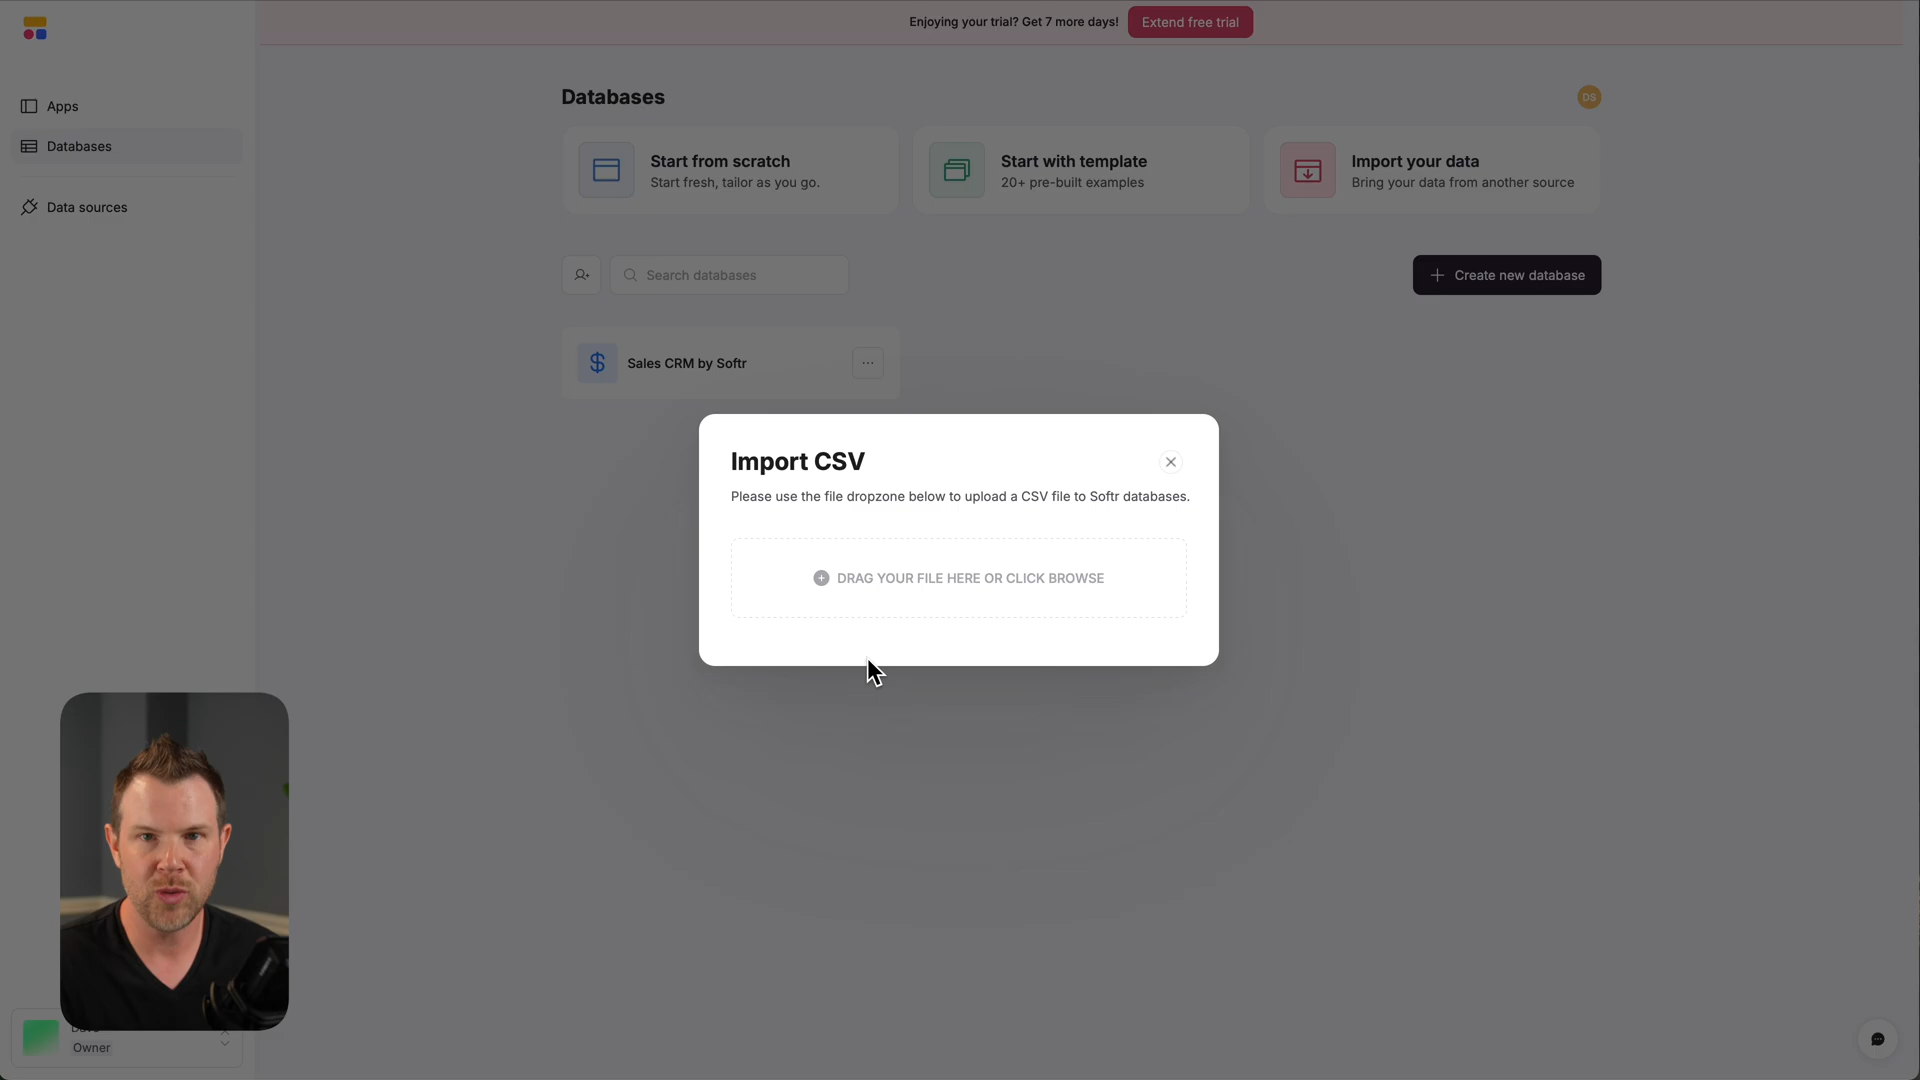 Enjoying your trial? Get 7 more days!
Extend free trial
Apps
Databases
Data sources
Databases
DS
Start from scratch
Start fresh, tailor as you go.
Start with template
20+ pre-built examples
Import your data
Bring your data from another source
Search databases
Create new database
Sales CRM by Softr
Import CSV
Please use the file dropzone below to upload a CSV file to Softr databases.
DRAG YOUR FILE HERE OR CLICK BROWSE
Owner